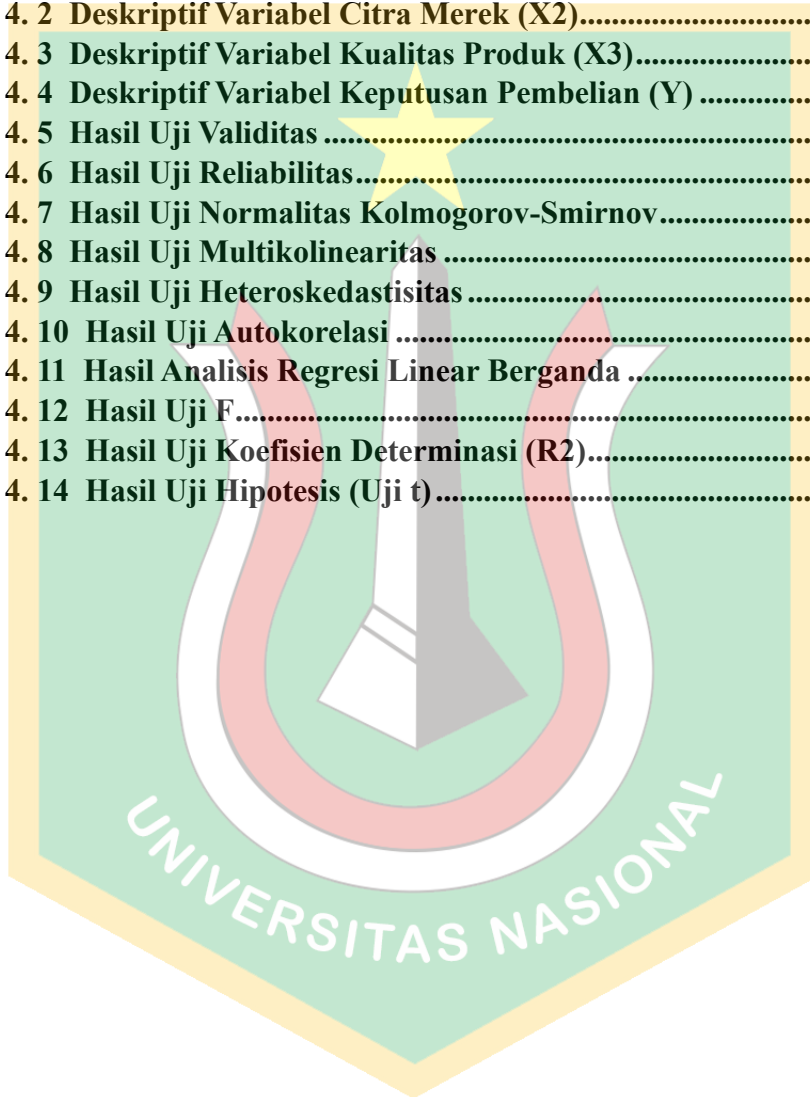 4. 2 Deskriptif Variabel Citra Merek (X2)..........................
4. 3 Deskriptif Variabel Kualitas Produk (X3)....................
4. 4 Deskriptif Variabel Keputusan Pembelian (Y) .............
4. 5 Hasil Uji Validitas ......................................................
4. 6 Hasil Uji Reliabilitas..................................................
4. 7 Hasil Uji Normalitas Kolmogorov-Smirnov.................
4. 8 Hasil Uji Multikolinearitas .........................................
4. 9 Hasil Uji Heteroskedastisitas ......................................
4. 10 Hasil Uji Autokorelasi ..............................................
4. 11 Hasil Analisis Regresi Linear Berganda ....................
4. 12 Hasil Uji F................................................................
4. 13 Hasil Uji Koefisien Determinasi (R2).........................
4. 14 Hasil Uji Hipotesis (Uji t) ..........................................
UNIVERSITAS NASIONAL